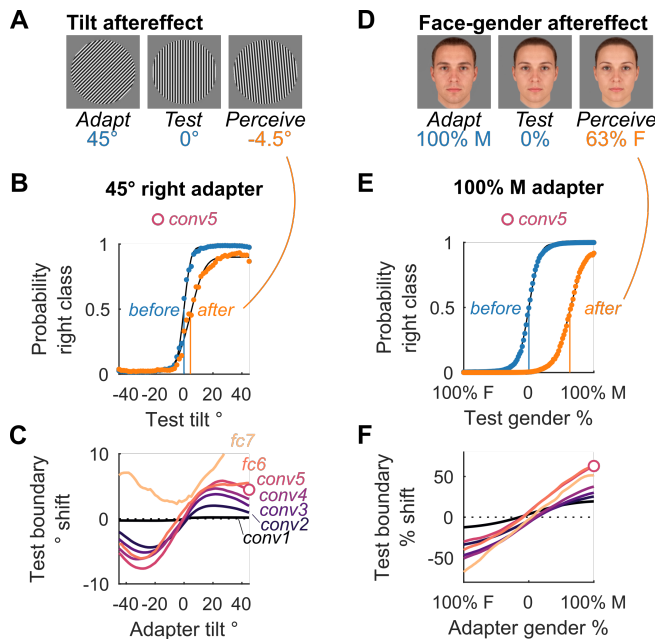 A Tilt aftereffect
Adapt Test Perceive
45° 0° -4.5°
B 45° right adapter
conv5
1
0.5
0
Probability
right class
before after
-40 -20 0 20 40
Test tilt °
C
10
0
-10
Test boundary
° shift
fc7
fc6
conv5
conv4
conv3
conv2
conv1
-40 -20 0 20 40
Adapter tilt °
D Face-gender aftereffect
Adapt Test Perceive
100% M 0% 63% F
E 100% M adapter
conv5
1
0.5
0
Probability
right class
before after
100% F 0 100% M
Test gender %
F
50
0
-50
Test boundary
% shift
100% F 0 100% M
Adapter gender %